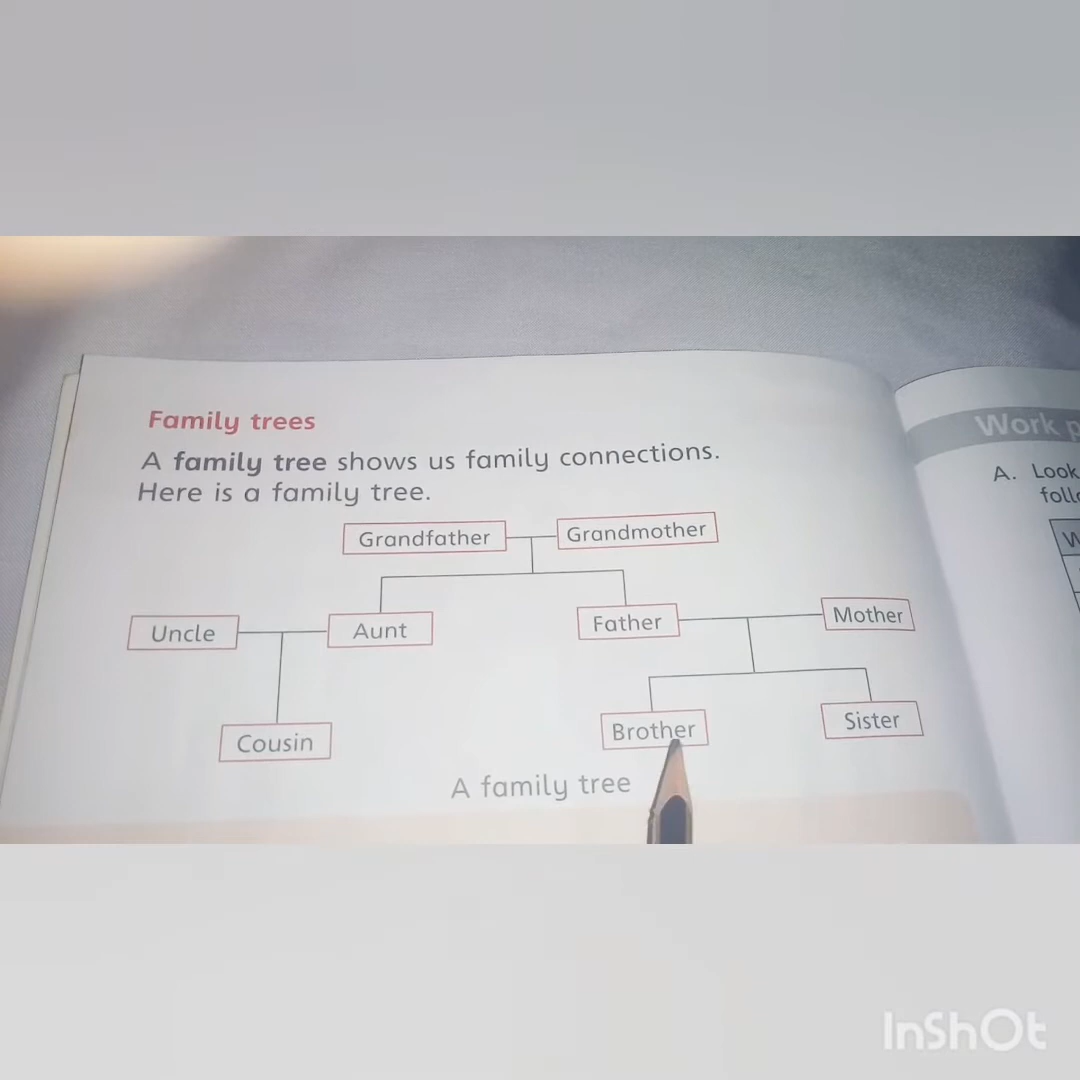 Family trees
A family tree shows us family connections.
Here is a family tree.
Grandfather Grandmother
Uncle Aunt Father Mother
Cousin Brother Sister
A family tree
Work p
A. Look
foll
W
InShOt